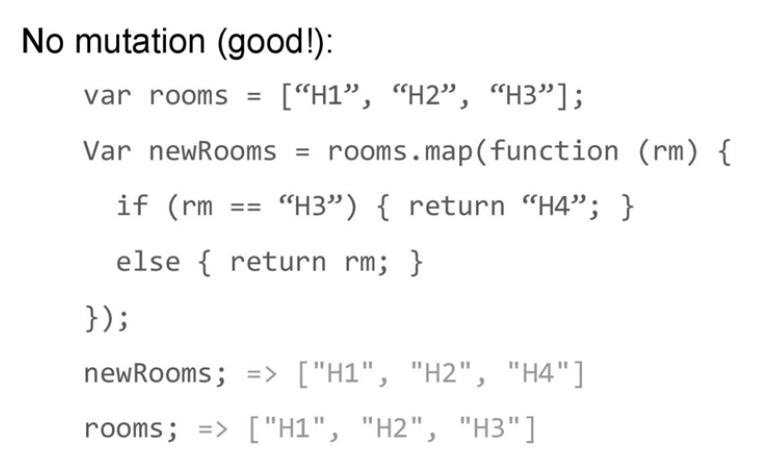 No mutation (good!):
var rooms = [“H1”, “H2”, “H3”];
Var newRooms = rooms.map(function (rm) {
if (rm == “H3”) { return “H4”; }
else { return rm; }
});
newRooms; => ["H1", "H2", "H4"]
rooms; => ["H1", "H2", "H3"]